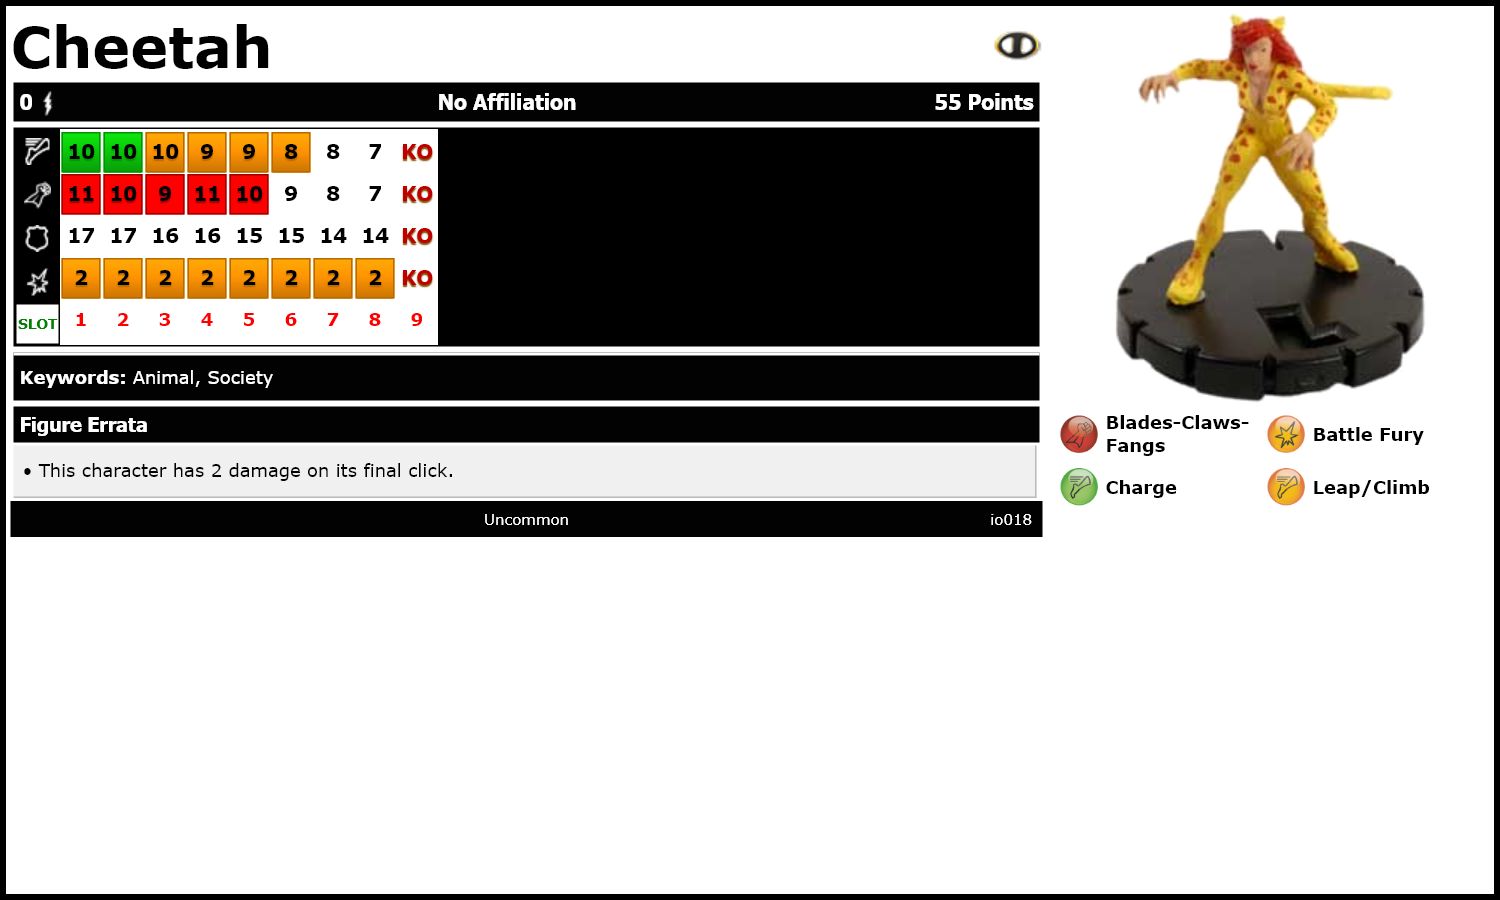 Cheetah
0 No Affiliation 55 Points
10 10 10 9 9 8 8 7 KO
11 10 9 11 10 9 8 7 KO
17 17 16 16 15 15 14 14 KO
2 2 2 2 2 2 2 2 KO
SLOT 1 2 3 4 5 6 7 8 9
Keywords: Animal, Society
Figure Errata
• This character has 2 damage on its final click.
Uncommon io018
Blades-Claws-
Fangs
Battle Fury
Charge
Leap/Climb